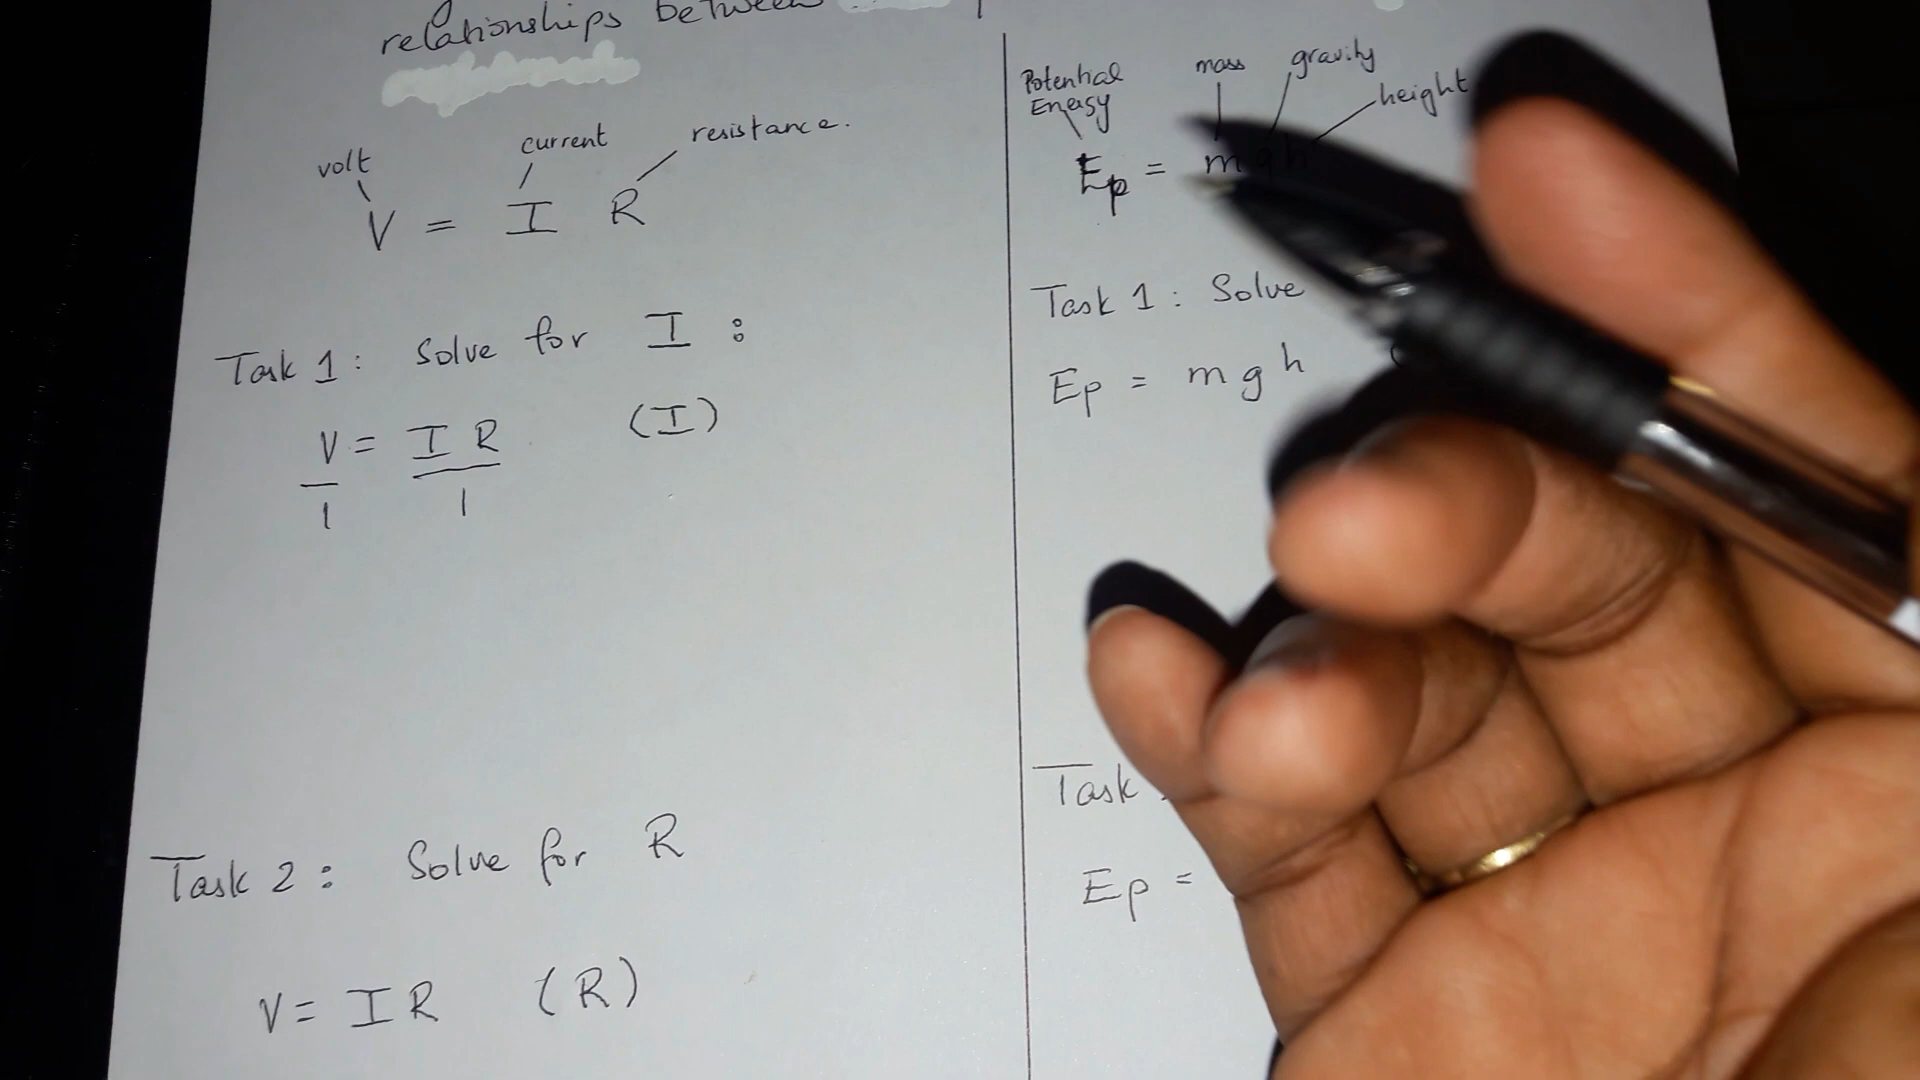 relationships between
volt
current
resistance.
V = I R
Task 1: Solve for I :
V = I R (I)
1 1
Task 2: Solve for R
V = I R (R)
Potential
Energy
mass
gravity
height
Ep = mgh
Task 1: Solve
Ep = m g h
Task
Ep =